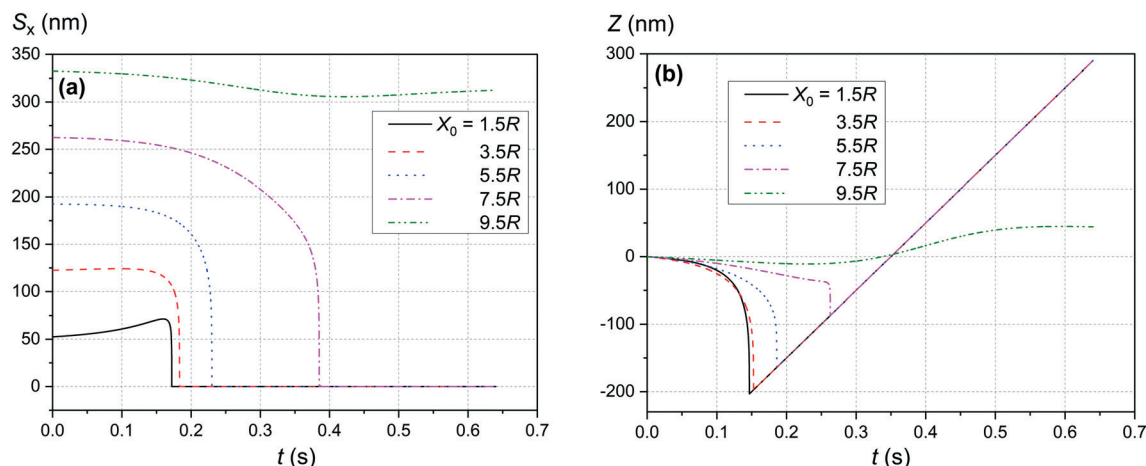 Sx (nm)
350
300
250
200
150
100
50
0
(a)
X0 = 1.5R
3.5R
5.5R
7.5R
9.5R
0.0 0.1 0.2 0.3 0.4 0.5 0.6 0.7
t (s)
Z (nm)
300
200
100
0
-100
-200
(b)
X0 = 1.5R
3.5R
5.5R
7.5R
9.5R
0.0 0.1 0.2 0.3 0.4 0.5 0.6 0.7
t (s)